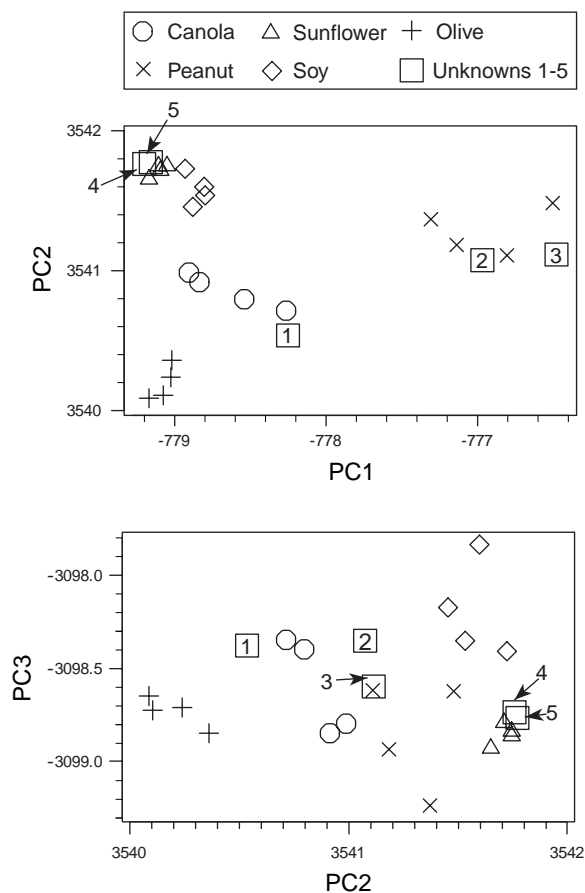 Canola Sunflower Olive
Peanut Soy Unknowns 1-5
5
3542
4
PC2
3541
2 3
1
3540
-779 -778 -777
PC1
-3098.0
1 2
PC3
-3098.5
3 4
5
-3099.0
3540 3541 3542
PC2